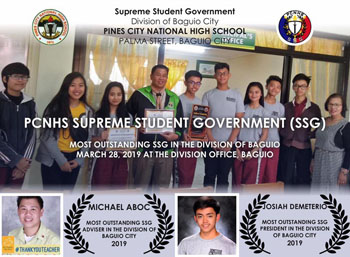 Supreme Student Government
Division of Baguio City
PINES CITY NATIONAL HIGH SCHOOL
PALMA STREET, BAGUIO CITY
PCNHS
PCNHS SUPREME STUDENT GOVERNMENT (SSG)
MOST OUTSTANDING SSG IN THE DIVISION OF BAGUIO
MARCH 28, 2019 AT THE DIVISION OFFICE, BAGUIO
MICHAEL ABOC
MOST OUTSTANDING SSG
ADVISER IN THE DIVISION OF
BAGUIO CITY
2019
#THANKYOUTEACHER
JOSIAH DEMETERIO
MOST OUTSTANDING SSG
PRESIDENT IN THE DIVISION OF
BAGUIO CITY
2019